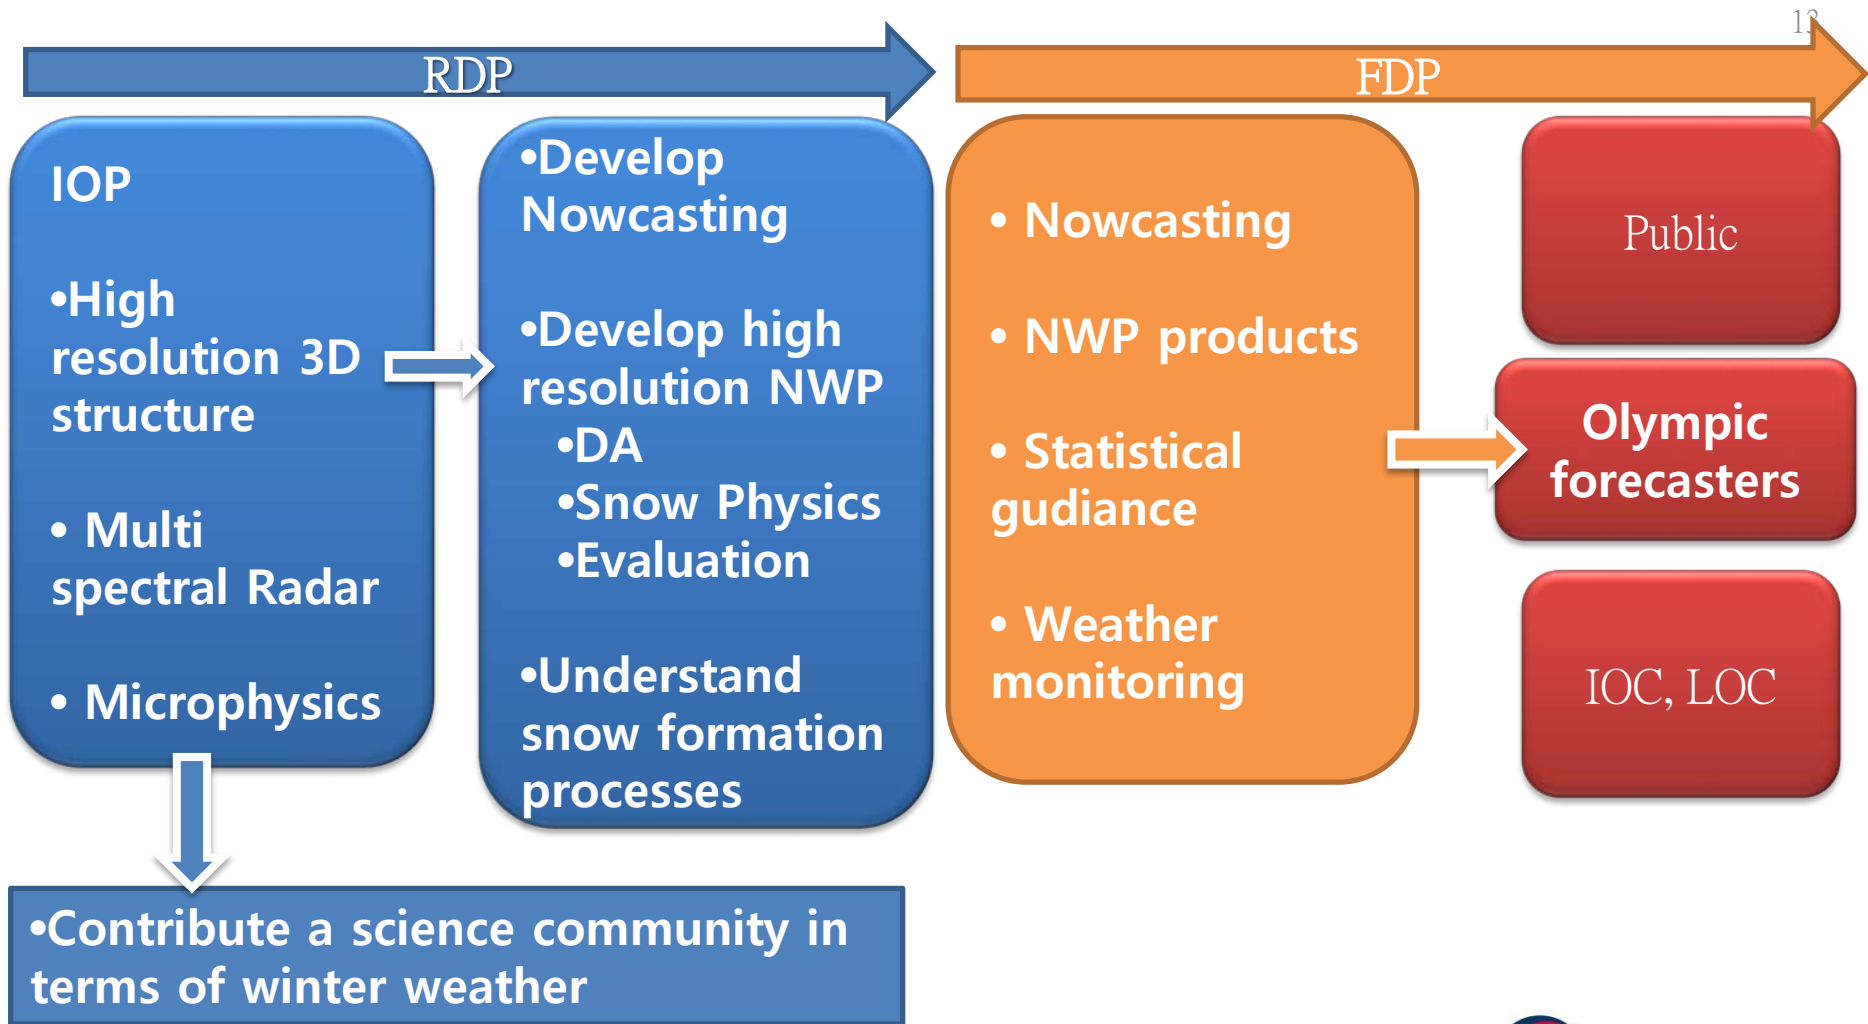 13
RDP
FDP
IOP
•High
resolution 3D
structure
• Multi
spectral Radar
• Microphysics
•Develop
Nowcasting
•Develop high
resolution NWP
•DA
•Snow Physics
•Evaluation
•Understand
snow formation
processes
• Nowcasting
• NWP products
• Statistical
gudiance
• Weather
monitoring
Public
Olympic
forecasters
IOC, LOC
•Contribute a science community in
terms of winter weather